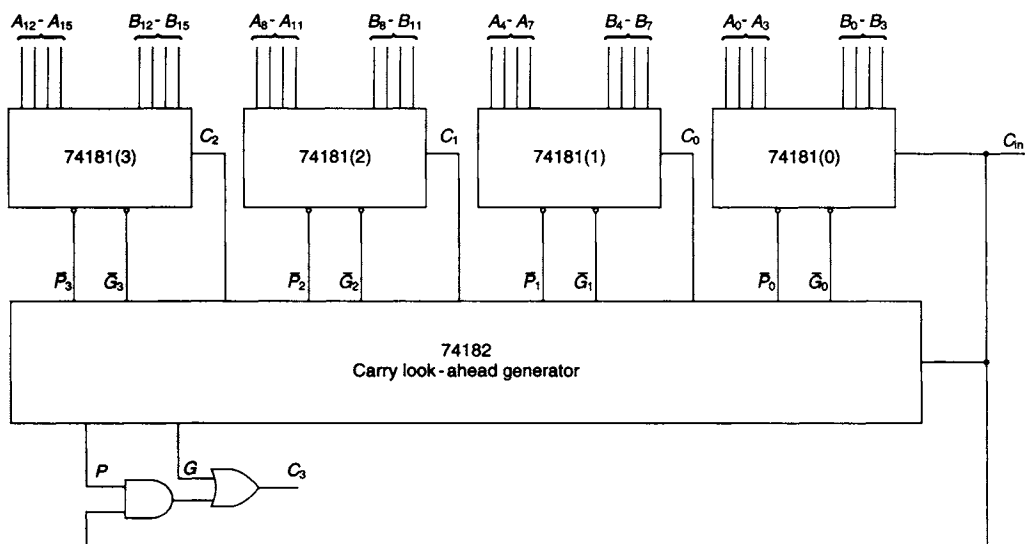 A₁₂ - A₁₅ B₁₂ - B₁₅ A₈ - A₁₁ B₈ - B₁₁ A₄ - A₇ B₄ - B₇ A₀ - A₃ B₀ - B₃
74181(3) C₂ 74181(2) C₁ 74181(1) C₀ 74181(0) Cᵢₙ
P̄₃ Ḡ₃ P̄₂ Ḡ₂ P̄₁ Ḡ₁ P̄₀ Ḡ₀
74182
Carry look-ahead generator
P G C₃